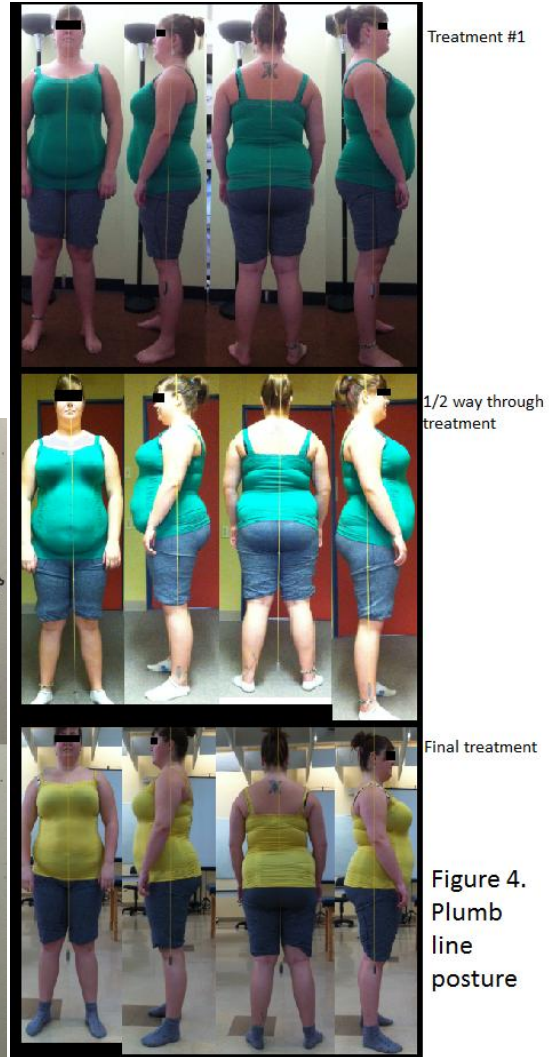 Treatment #1
1/2 way through
treatment
Final treatment
Figure 4.
Plumb
line
posture